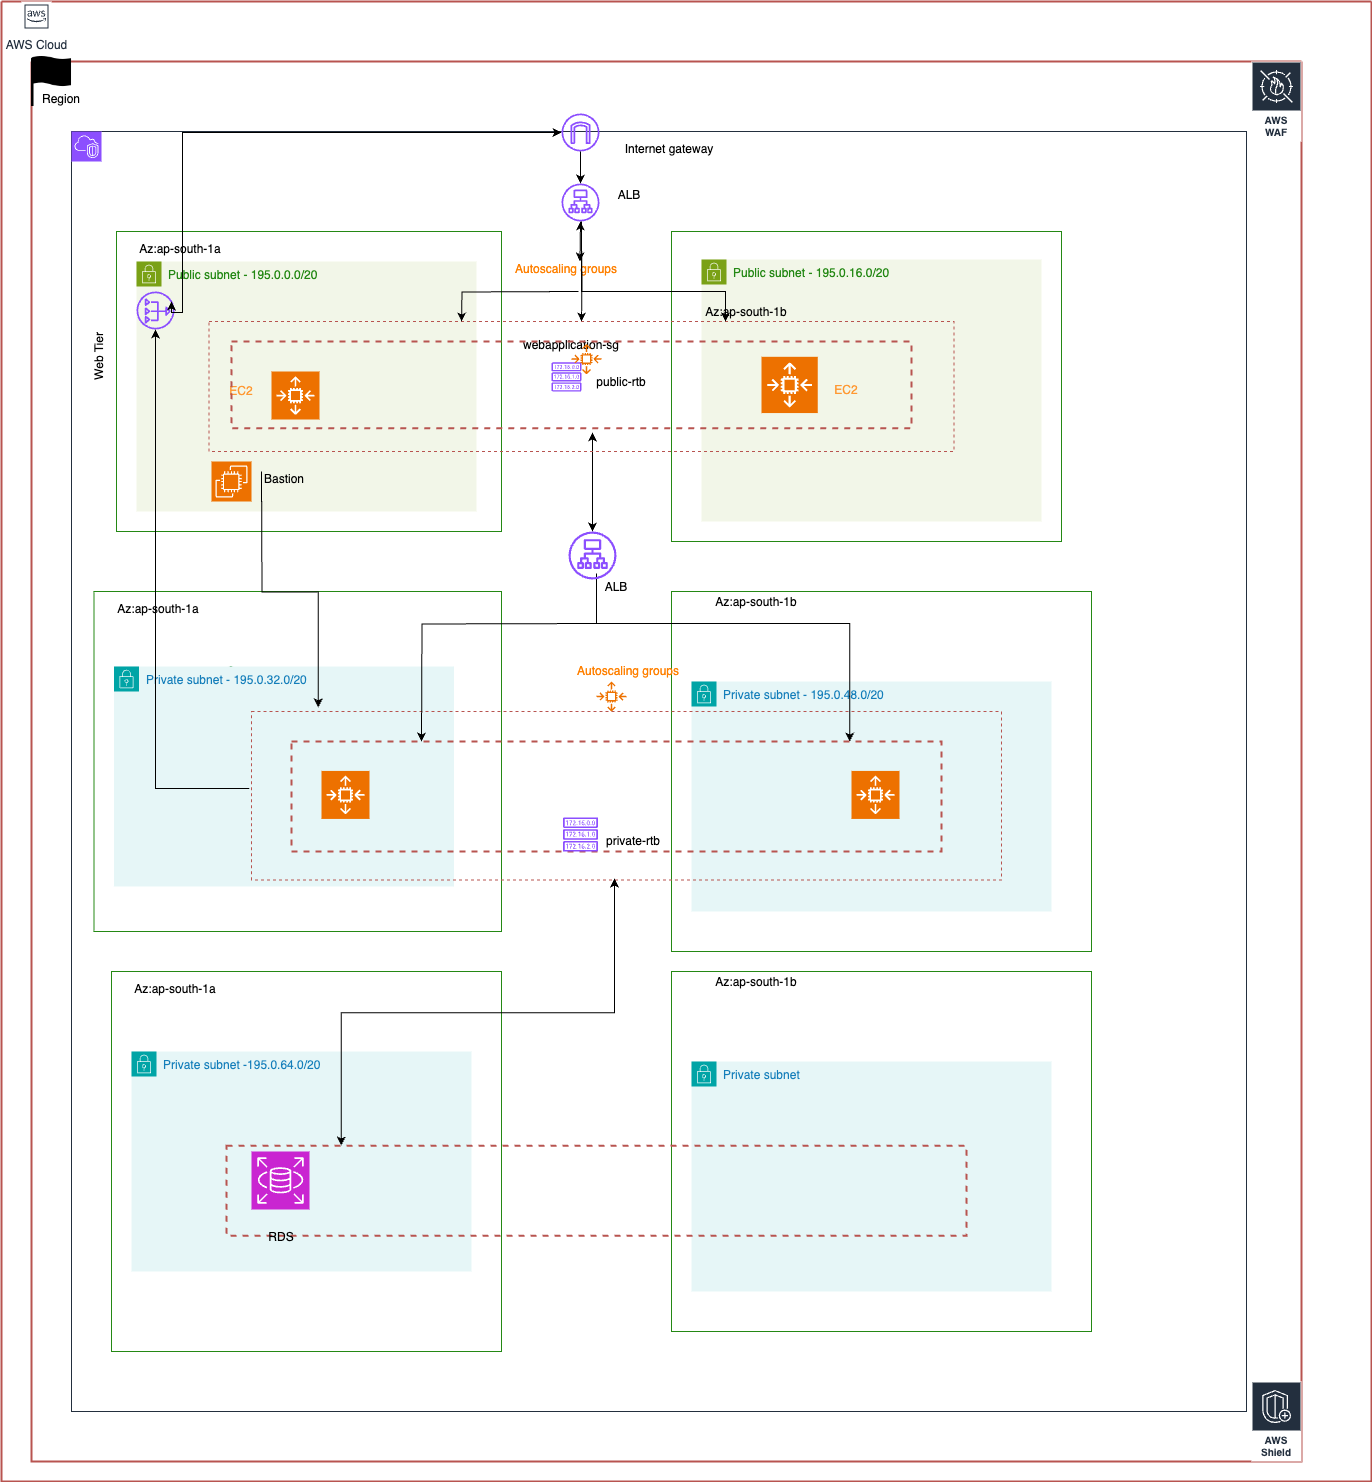 aws
AWS Cloud
Region
AWS
WAF
Internet gateway
ALB
Az:ap-south-1a
Public subnet - 195.0.0.0/20
Autoscaling groups
Public subnet - 195.0.16.0/20
Az:ap-south-1b
Web Tier
webapplication-sg
172.16.0.0
172.16.1.0
172.16.2.0
public-rtb
EC2
EC2
Bastion
ALB
Az:ap-south-1a
Az:ap-south-1b
Private subnet - 195.0.32.0/20
Autoscaling groups
Private subnet - 195.0.48.0/20
172.16.0.0
172.16.1.0
172.16.2.0
private-rtb
Az:ap-south-1a
Az:ap-south-1b
Private subnet -195.0.64.0/20
Private subnet
RDS
AWS
Shield